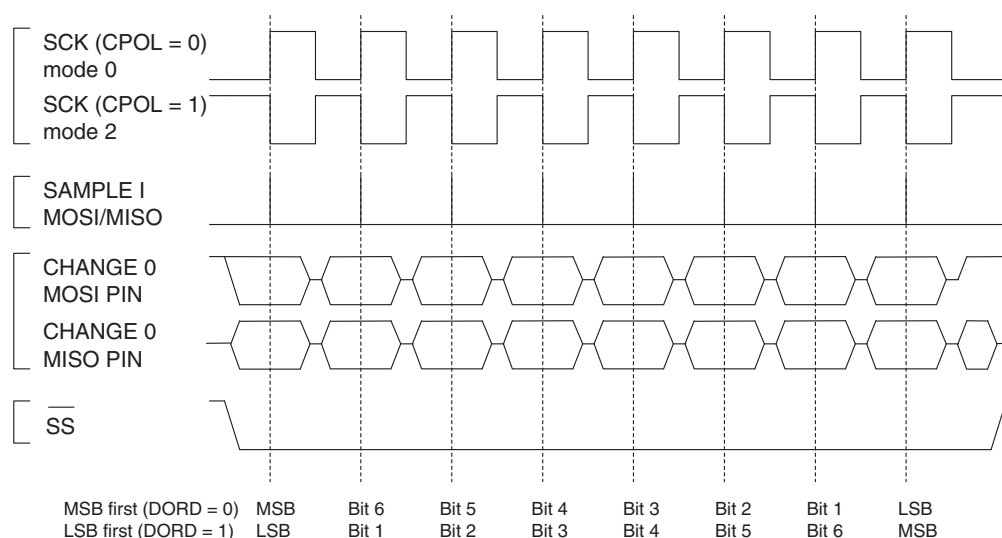 SCK (CPOL = 0)
mode 0
SCK (CPOL = 1)
mode 2
SAMPLE I
MOSI/MISO
CHANGE 0
MOSI PIN
CHANGE 0
MISO PIN
SS
MSB first (DORD = 0) MSB Bit 6 Bit 5 Bit 4 Bit 3 Bit 2 Bit 1 LSB
LSB first (DORD = 1) LSB Bit 1 Bit 2 Bit 3 Bit 4 Bit 5 Bit 6 MSB